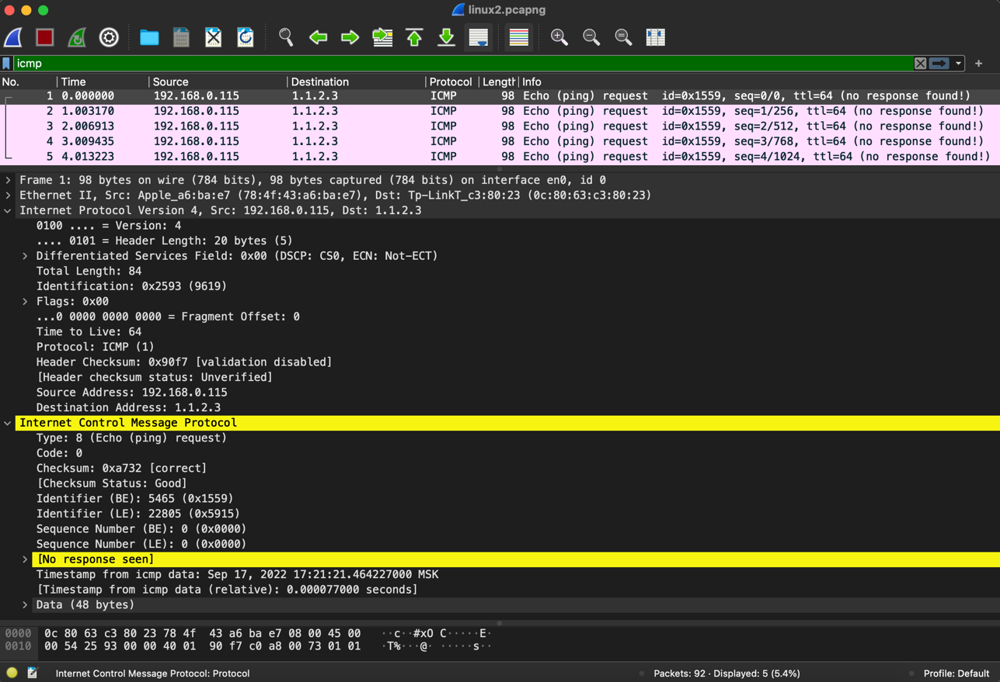 linux2.pcapng
icmp
No. Time Source Destination Protocol Length Info
1 0.000000 192.168.0.115 1.1.2.3 ICMP 98 Echo (ping) request id=0x1559, seq=0/0, ttl=64 (no response found!)
2 1.003170 192.168.0.115 1.1.2.3 ICMP 98 Echo (ping) request id=0x1559, seq=1/256, ttl=64 (no response found!)
3 2.006913 192.168.0.115 1.1.2.3 ICMP 98 Echo (ping) request id=0x1559, seq=2/512, ttl=64 (no response found!)
4 3.009435 192.168.0.115 1.1.2.3 ICMP 98 Echo (ping) request id=0x1559, seq=3/768, ttl=64 (no response found!)
5 4.013223 192.168.0.115 1.1.2.3 ICMP 98 Echo (ping) request id=0x1559, seq=4/1024, ttl=64 (no response found!)
Frame 1: 98 bytes on wire (784 bits), 98 bytes captured (784 bits) on interface en0, id 0
Ethernet II, Src: Apple_a6:ba:e7 (78:4f:43:a6:ba:e7), Dst: Tp-LinkT_c3:80:23 (0c:80:63:c3:80:23)
Internet Protocol Version 4, Src: 192.168.0.115, Dst: 1.1.2.3
0100 .... = Version: 4
.... 0101 = Header Length: 20 bytes (5)
Differentiated Services Field: 0x00 (DSCP: CS0, ECN: Not-ECT)
Total Length: 84
Identification: 0x2593 (9619)
Flags: 0x00
...0 0000 0000 0000 = Fragment Offset: 0
Time to Live: 64
Protocol: ICMP (1)
Header Checksum: 0x90f7 [validation disabled]
[Header checksum status: Unverified]
Source Address: 192.168.0.115
Destination Address: 1.1.2.3
Internet Control Message Protocol
Type: 8 (Echo (ping) request)
Code: 0
Checksum: 0xa732 [correct]
[Checksum Status: Good]
Identifier (BE): 5465 (0x1559)
Identifier (LE): 22805 (0x5915)
Sequence Number (BE): 0 (0x0000)
Sequence Number (LE): 0 (0x0000)
[No response seen]
Timestamp from icmp data: Sep 17, 2022 17:21:21.464227000 MSK
[Timestamp from icmp data (relative): 0.000077000 seconds]
Data (48 bytes)
0000 0c 80 63 c3 80 23 78 4f 43 a6 ba e7 08 00 45 00 ··c··#xO C·····E·
0010 00 54 25 93 00 00 40 01 90 f7 c0 a8 00 73 01 01 ·T%···@· ·····s··
Internet Control Message Protocol: Protocol Packets: 92 · Displayed: 5 (5.4%) Profile: Default